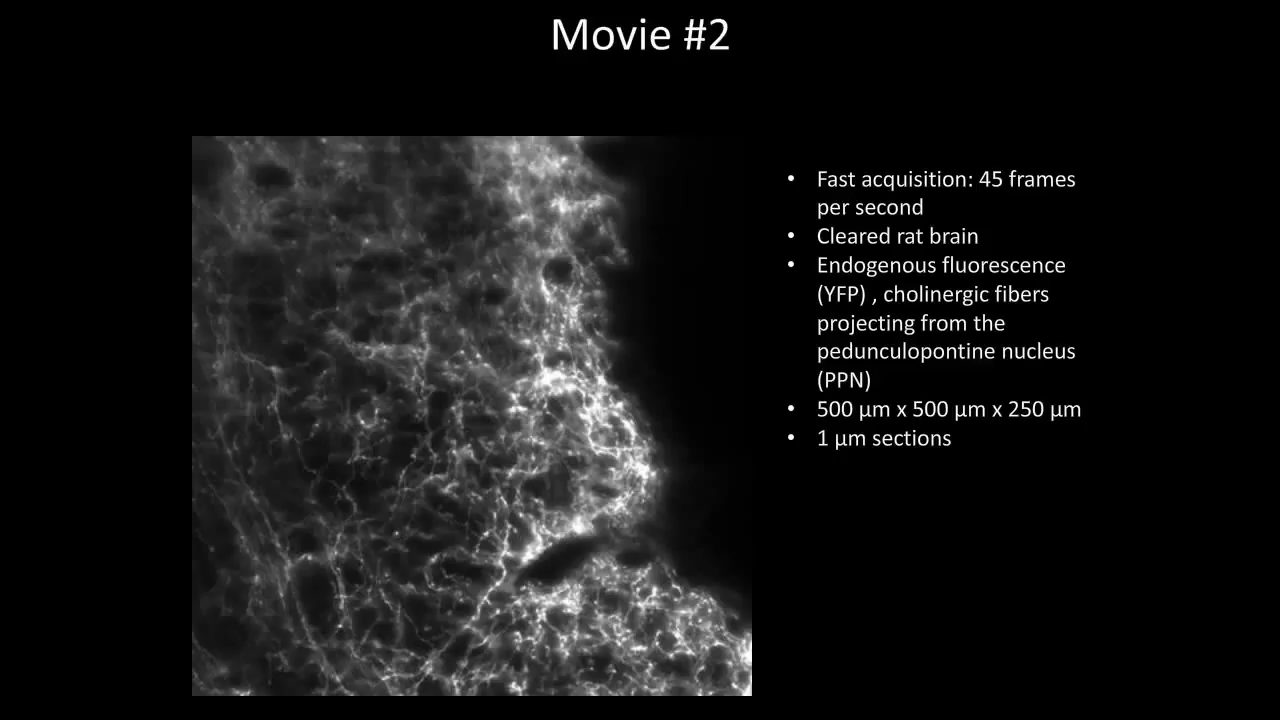 Movie #2
• Fast acquisition: 45 frames
per second
• Cleared rat brain
• Endogenous fluorescence
(YFP) , cholinergic fibers
projecting from the
pedunculopontine nucleus
(PPN)
• 500 µm x 500 µm x 250 µm
• 1 µm sections